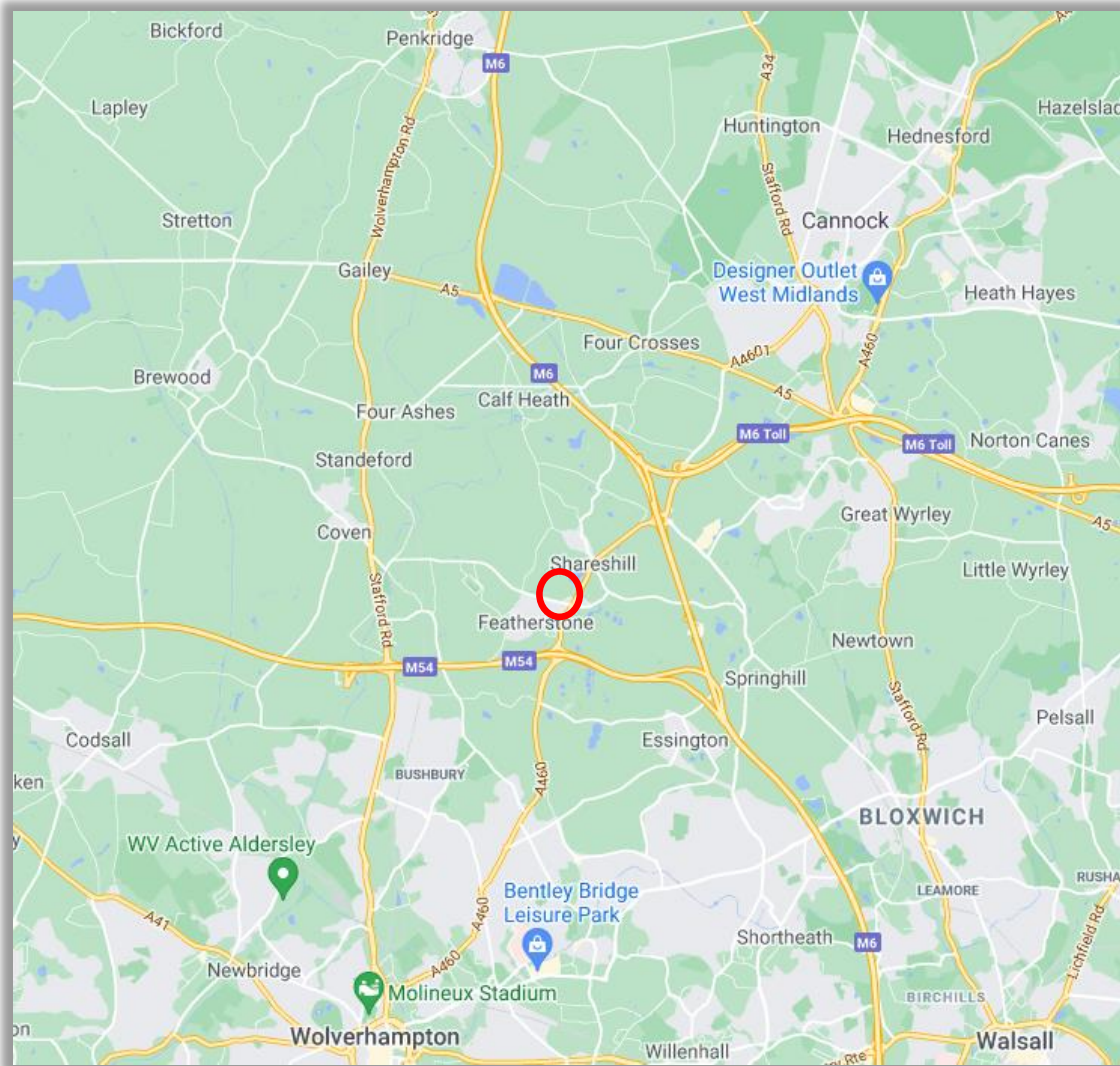 Bickford
Penkridge
M6
A34
Lapley
Huntington
Hazelslad
Hednesford
Wolverhampton Rd
Stafford Rd
Stretton
Cannock
Gailey
Designer Outlet
West Midlands
A5
Heath Hayes
Four Crosses
A4601
A460
M6
Brewood
Calf Heath
A5
Four Ashes
M6 Toll
M6 Toll
Norton Canes
Standeford
Great Wyrley
A5
Coven
Shareshill
Little Wyrley
Stafford Rd
Featherstone
Newtown
M54
M54
Springhill
Stafford Rd
Pelsall
Codsall
Essington
BUSHBURY
A460
ken
BLOXWICH
WV Active Aldersley
Bentley Bridge
Leisure Park
LEAMORE
RUSHA
A41
A460
Shortheath
M6
Lichfield Rd
Newbridge
A460
Molineux Stadium
BIRCHILLS
on
Wolverhampton
Willenhall
Rte
Walsall